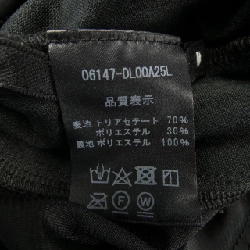 06147-DL0QA25L
品質表示
表地 トリアセテート 70%
ポリエステル 30%
裏地 ポリエステル 100%
P
F
W